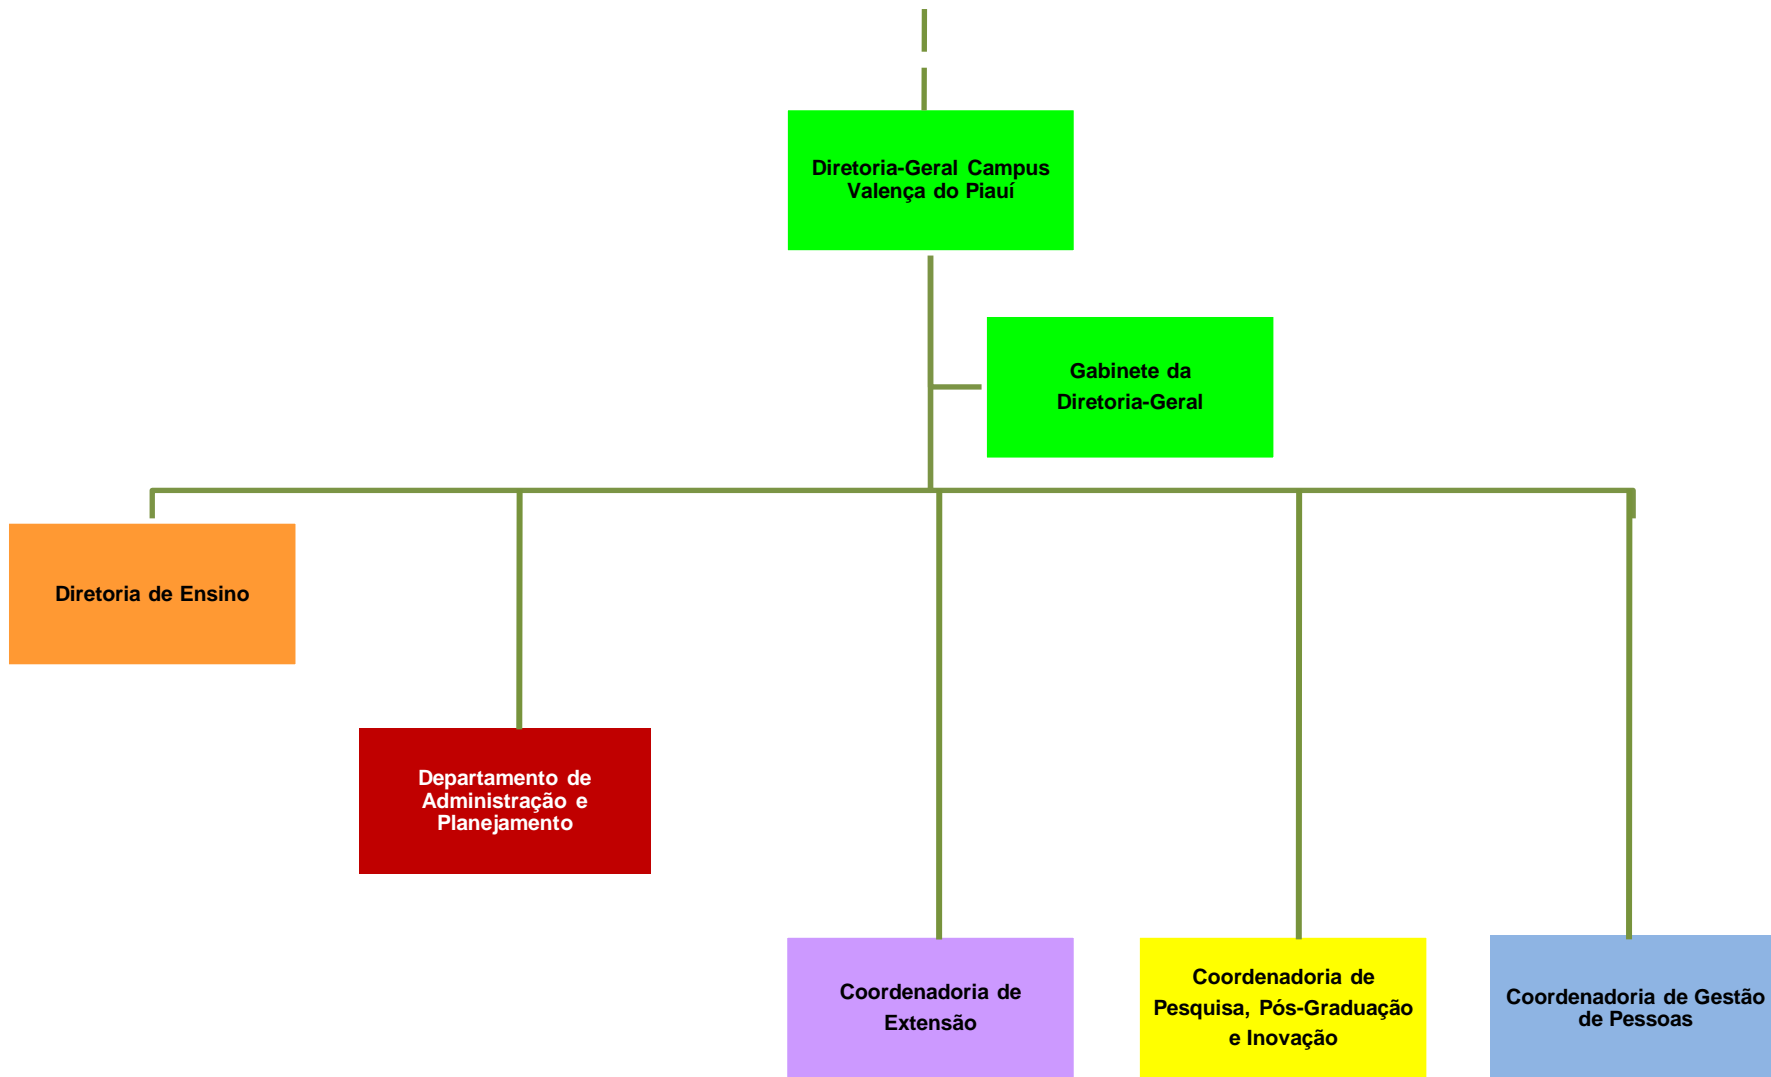 Diretoria-Geral Campus
Valença do Piauí
Gabinete da
Diretoria-Geral
Diretoria de Ensino
Departamento de
Administração e
Planejamento
Coordenadoria de
Extensão
Coordenadoria de
Pesquisa, Pós-Graduação
e Inovação
Coordenadoria de Gestão
de Pessoas